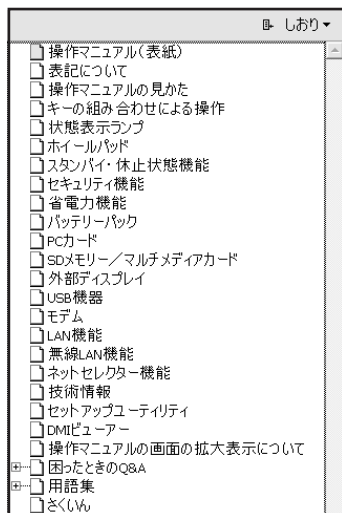 しおり
操作マニュアル(表紙)
表記について
操作マニュアルの見かた
キーの組み合わせによる操作
状態表示ランプ
ホイールパッド
スタンバイ・休止状態機能
セキュリティ機能
省電力機能
バッテリーパック
PCカード
SDメモリー／マルチメディアカード
外部ディスプレイ
USB機器
モデム
LAN機能
無線LAN機能
ネットセレクター機能
技術情報
セットアップユーティリティ
DMIビューアー
操作マニュアルの画面の拡大表示について
困ったときのQ&A
用語集
さくいん